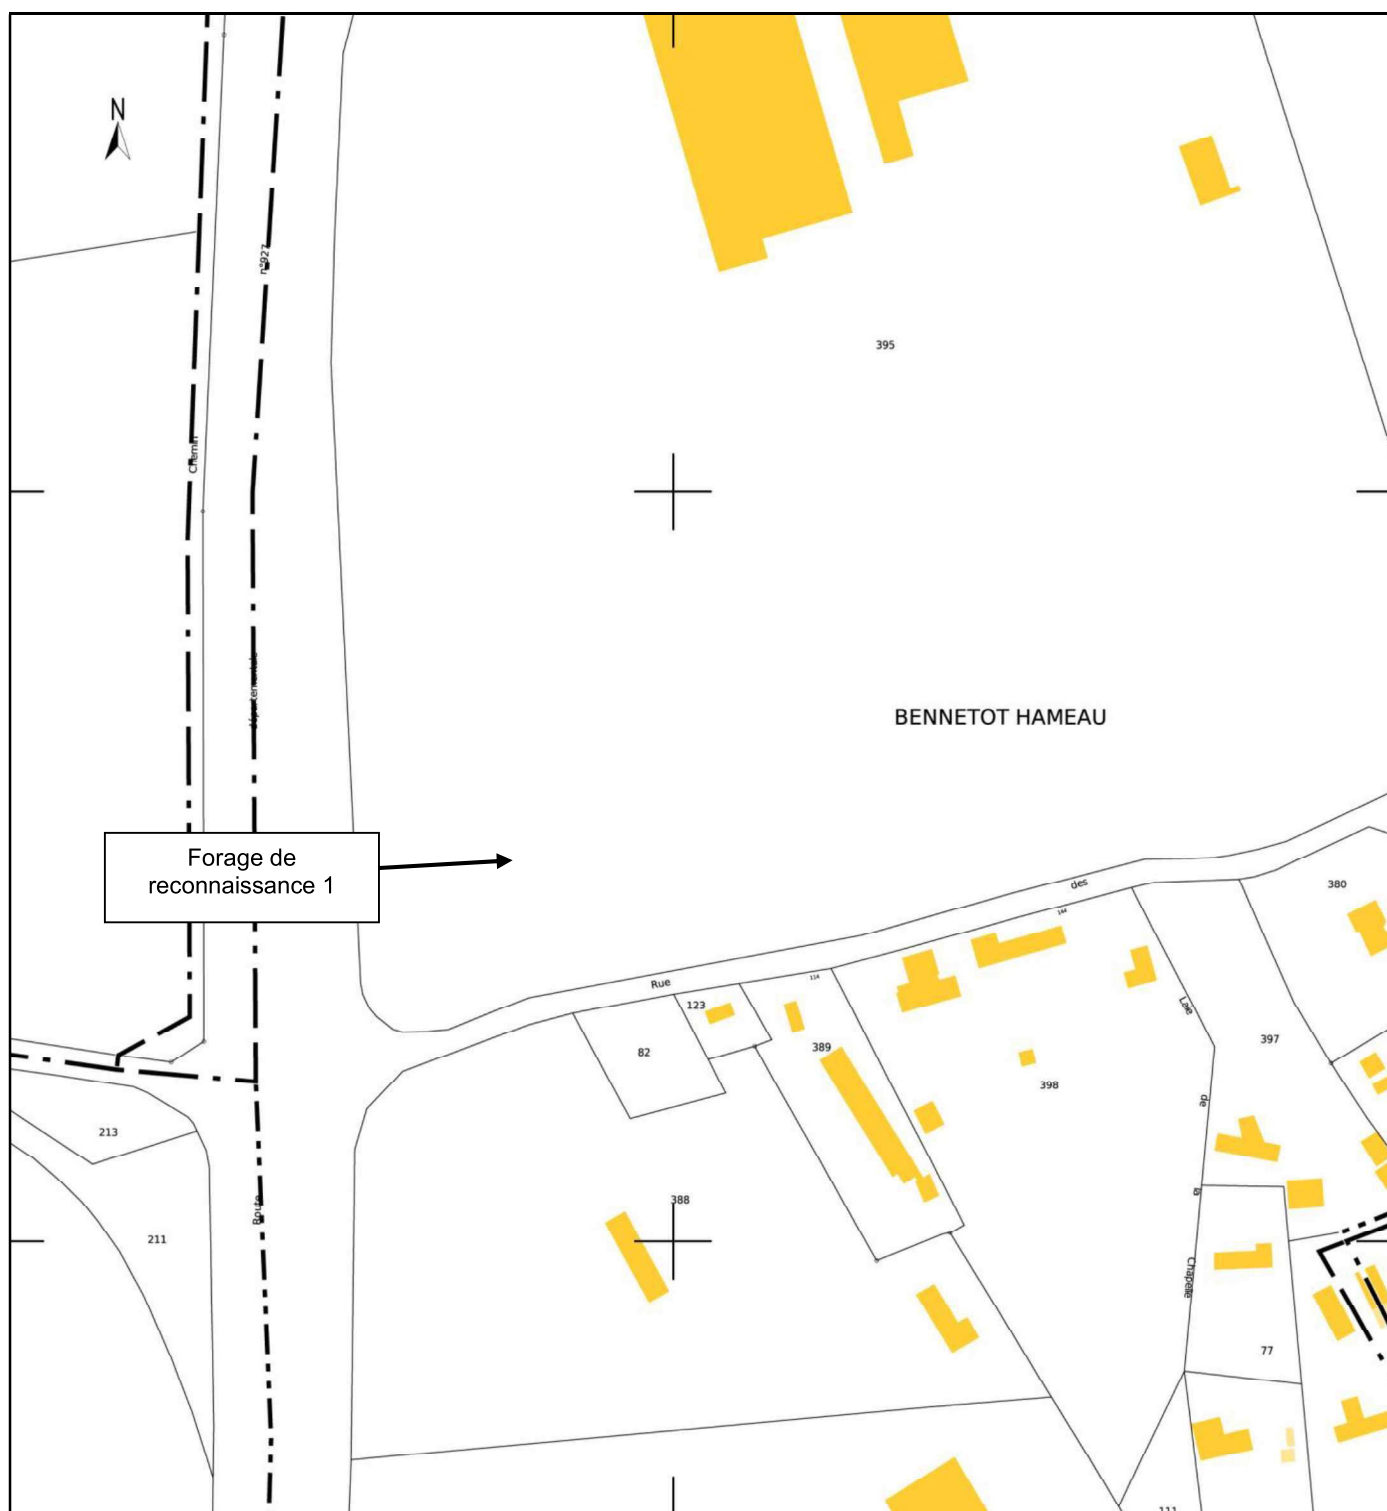 N
n°927
395
Chemin
BENNETOT HAMEAU
départementale
Forage de
reconnaissance 1
des
380
144
Rue
114
123
Laie
397
82
389
398
de
213
la
388
Route
211
Chapelle
77
111